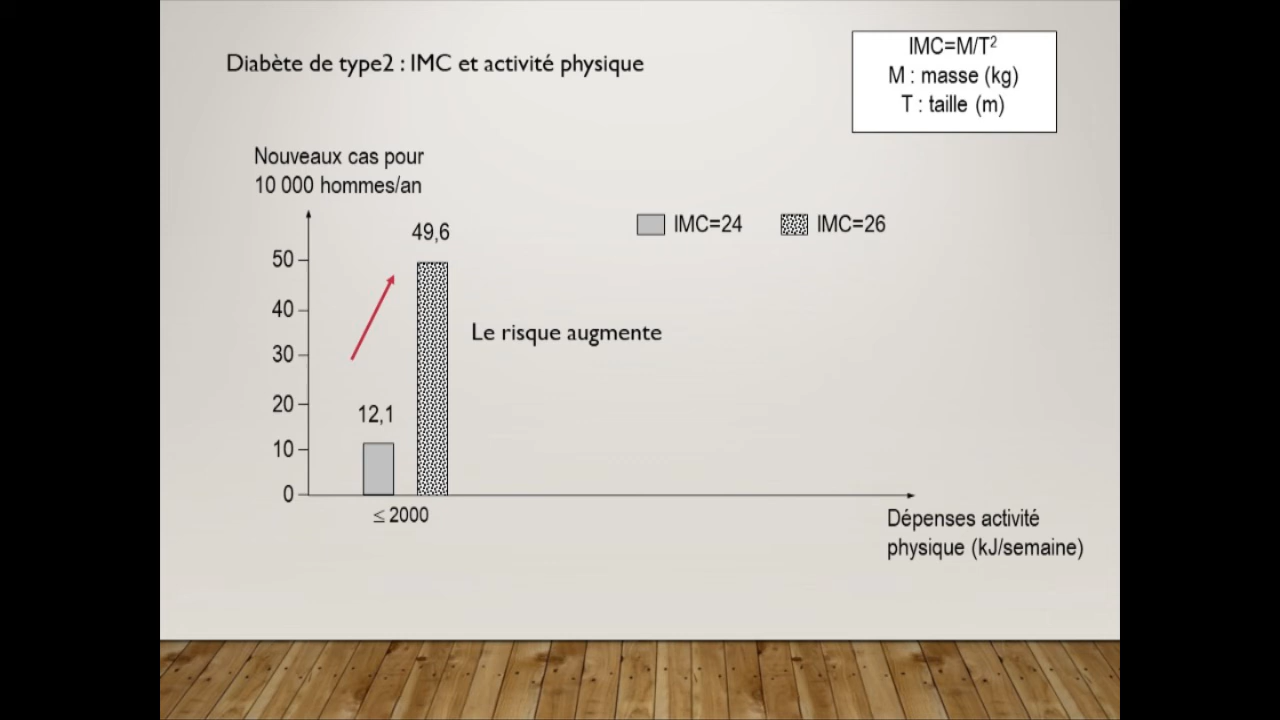 Diabète de type2 : IMC et activité physique
IMC=M/T²
M : masse (kg)
T : taille (m)
Nouveaux cas pour
10 000 hommes/an
IMC=24
IMC=26
49,6
50
40
Le risque augmente
30
20
12,1
10
0
≤ 2000
Dépenses activité
physique (kJ/semaine)